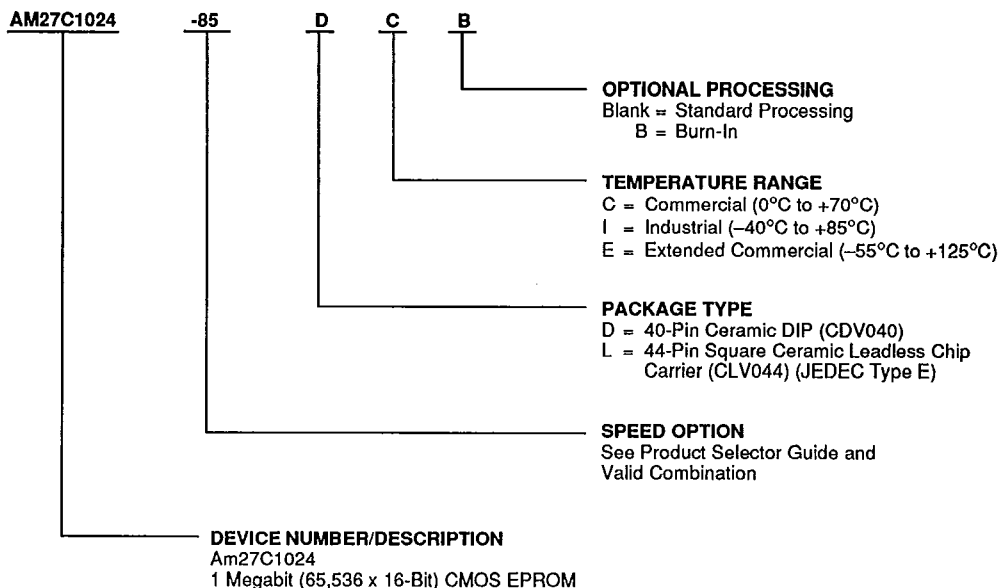 AM27C1024 -85 D C B
OPTIONAL PROCESSING
Blank = Standard Processing
B = Burn-In
TEMPERATURE RANGE
C = Commercial (0°C to +70°C)
I = Industrial (–40°C to +85°C)
E = Extended Commercial (–55°C to +125°C)
PACKAGE TYPE
D = 40-Pin Ceramic DIP (CDV040)
L = 44-Pin Square Ceramic Leadless Chip
Carrier (CLV044) (JEDEC Type E)
SPEED OPTION
See Product Selector Guide and
Valid Combination
DEVICE NUMBER/DESCRIPTION
Am27C1024
1 Megabit (65,536 x 16-Bit) CMOS EPROM